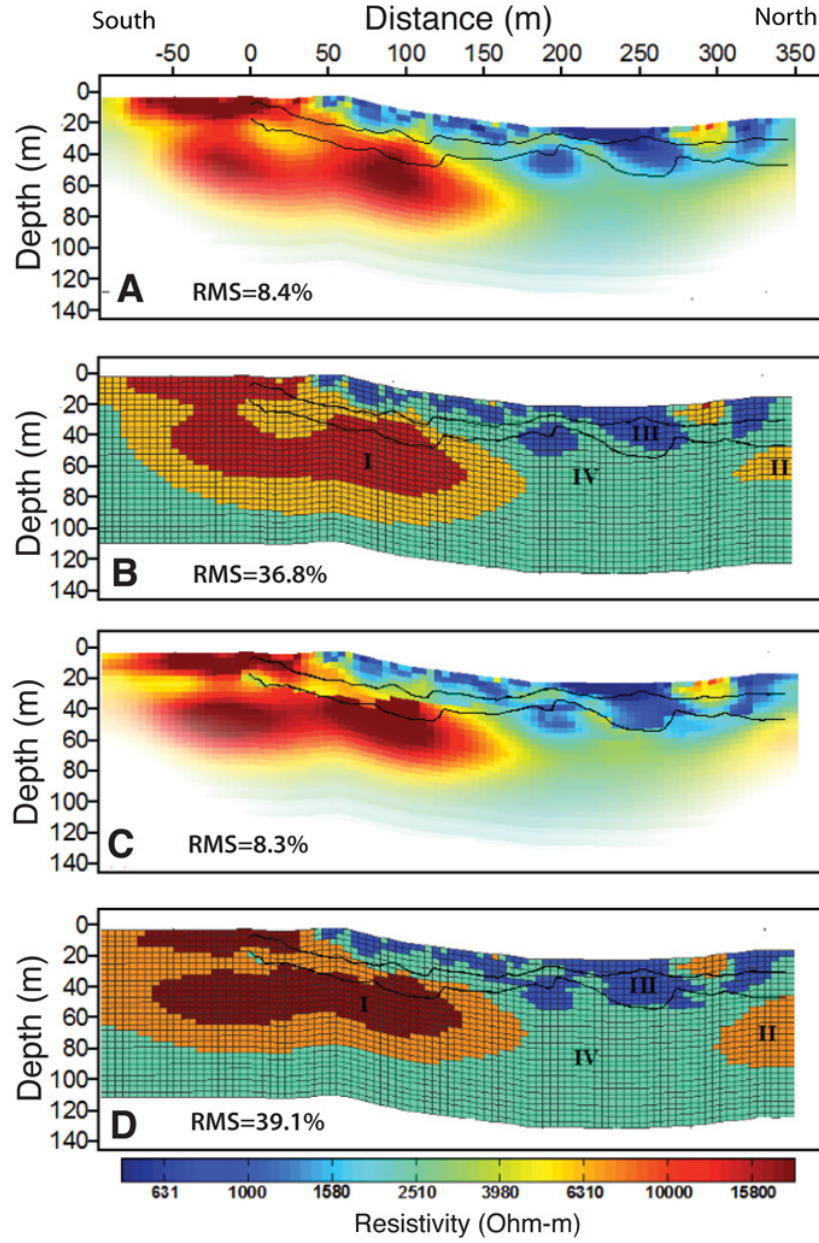 South Distance (m) North
-50 0 50 100 150 200 250 300 350
Depth (m)
0
20
40
60
80
100
120
140
A RMS=8.4%
Depth (m)
0
20
40
60
80
100
120
140
I
II
III
IV
B RMS=36.8%
Depth (m)
0
20
40
60
80
100
120
140
C RMS=8.3%
Depth (m)
0
20
40
60
80
100
120
140
I
II
III
IV
D RMS=39.1%
631 1000 1580 2510 3980 6310 10000 15800
Resistivity (Ohm-m)